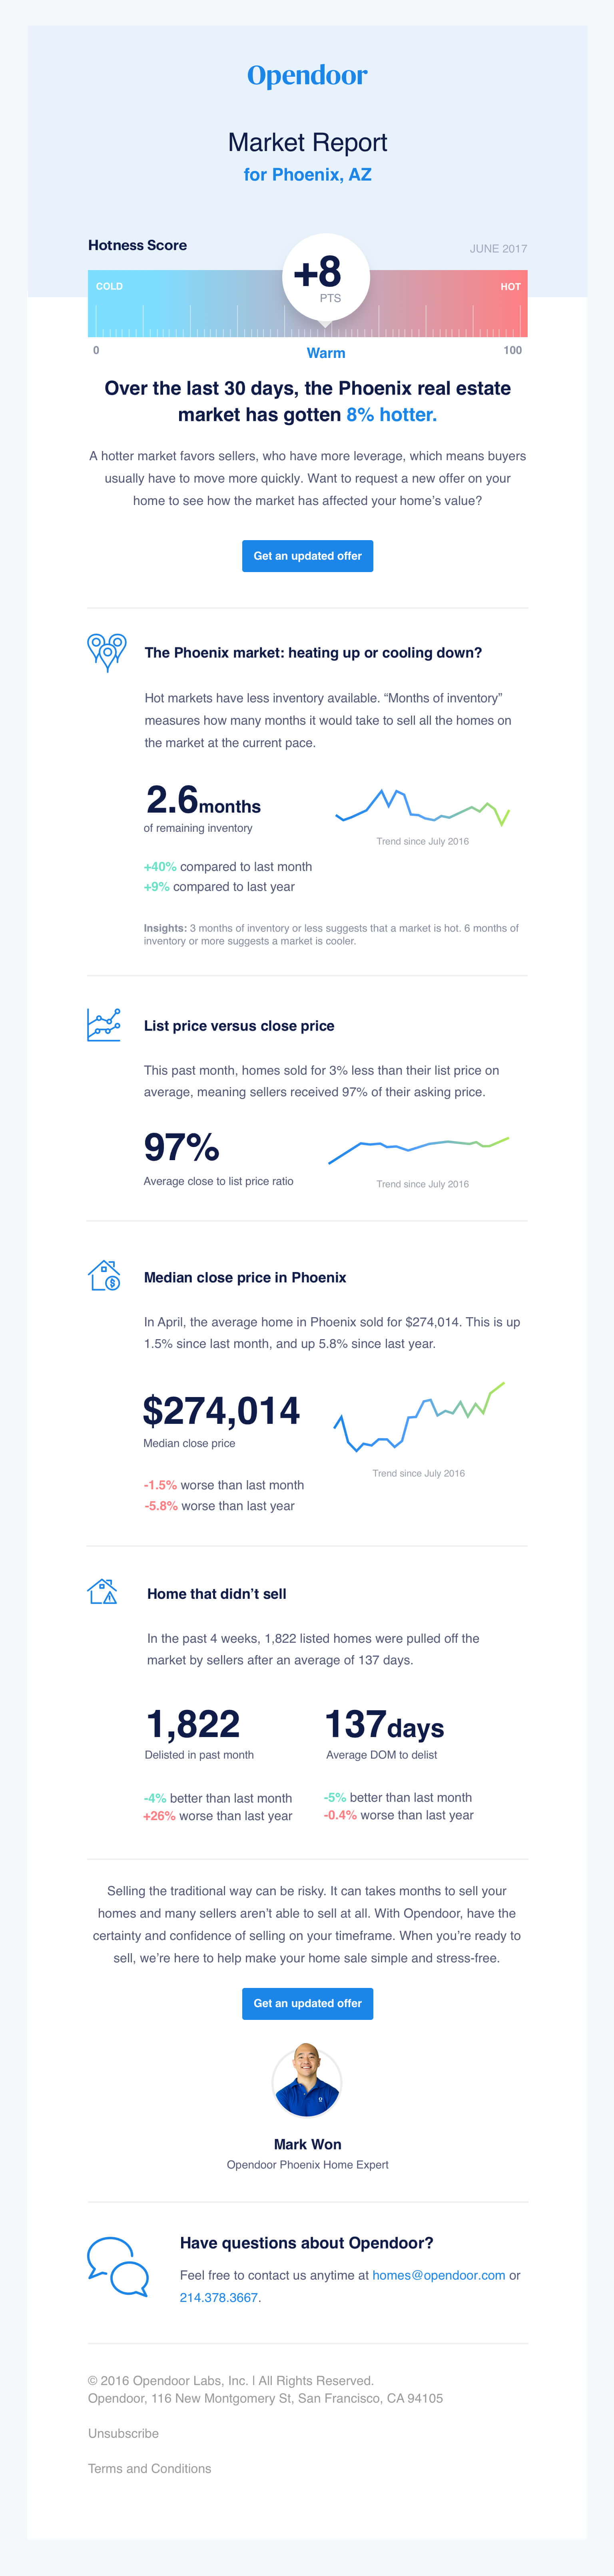 Opendoor
Market Report
for Phoenix, AZ
Hotness Score
JUNE 2017
+8
PTS
COLD
HOT
0
Warm
100
Over the last 30 days, the Phoenix real estate
market has gotten 8% hotter.
A hotter market favors sellers, who have more leverage, which means buyers
usually have to move more quickly. Want to request a new offer on your
home to see how the market has affected your home’s value?
Get an updated offer
The Phoenix market: heating up or cooling down?
Hot markets have less inventory available. “Months of inventory”
measures how many months it would take to sell all the homes on
the market at the current pace.
2.6months
of remaining inventory
Trend since July 2016
+40% compared to last month
+9% compared to last year
Insights: 3 months of inventory or less suggests that a market is hot. 6 months of
inventory or more suggests a market is cooler.
List price versus close price
This past month, homes sold for 3% less than their list price on
average, meaning sellers received 97% of their asking price.
97%
Average close to list price ratio
Trend since July 2016
Median close price in Phoenix
In April, the average home in Phoenix sold for $274,014. This is up
1.5% since last month, and up 5.8% since last year.
$274,014
Median close price
Trend since July 2016
-1.5% worse than last month
-5.8% worse than last year
Home that didn’t sell
In the past 4 weeks, 1,822 listed homes were pulled off the
market by sellers after an average of 137 days.
1,822
Delisted in past month
-4% better than last month
+26% worse than last year
137days
Average DOM to delist
-5% better than last month
-0.4% worse than last year
Selling the traditional way can be risky. It can takes months to sell your
homes and many sellers aren’t able to sell at all. With Opendoor, have the
certainty and confidence of selling on your timeframe. When you’re ready to
sell, we’re here to help make your home sale simple and stress-free.
Get an updated offer
Mark Won
Opendoor Phoenix Home Expert
Have questions about Opendoor?
Feel free to contact us anytime at homes@opendoor.com or
214.378.3667.
© 2016 Opendoor Labs, Inc. | All Rights Reserved.
Opendoor, 116 New Montgomery St, San Francisco, CA 94105
Unsubscribe
Terms and Conditions